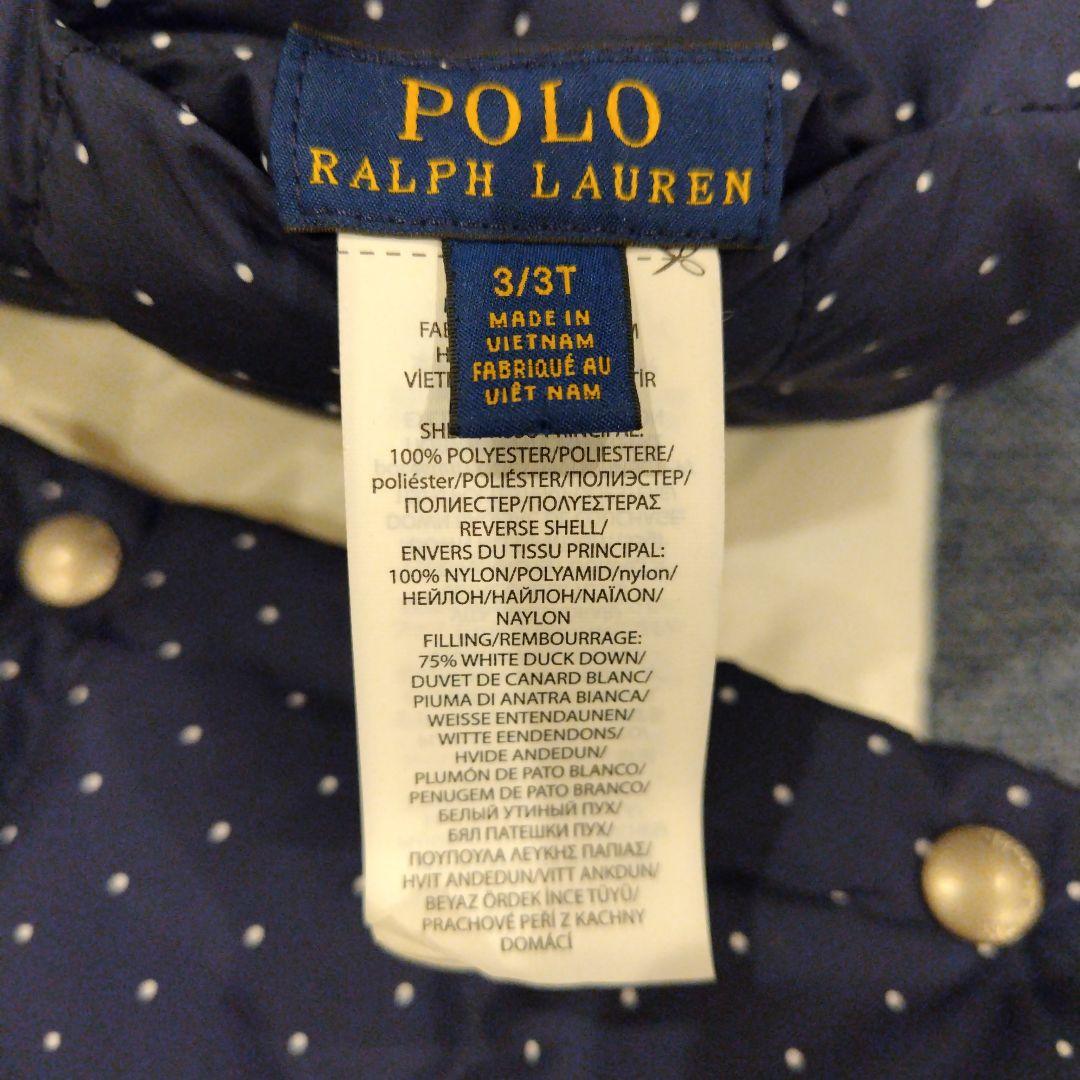 POLO
RALPH LAUREN
3/3T
MADE IN
VIETNAM
FABRIQUÉ AU
VIÊT NAM
100% POLYESTER/POLIESTERE/
poliéster/POLIÉSTER/ПОЛИЭСТЕР/
ПОЛИЕСТЕР/ΠΟΛΥΕΣΤΕΡΑΣ
REVERSE SHELL/
ENVERS DU TISSU PRINCIPAL:
100% NYLON/POLYAMID/nylon/
НЕЙЛОН/НАЙЛОН/ΝΑΪΛΟΝ/
NAYLON
FILLING/REMBOURRAGE:
75% WHITE DUCK DOWN/
DUVET DE CANARD BLANC/
PIUMA DI ANATRA BIANCA/
WEISSE ENTENDAUNEN/
WITTE EENDENDONS/
HVIDE ANDEDUN/
PLUMÓN DE PATO BLANCO/
PENUGEM DE PATO BRANCO/
БЕЛЫЙ УТИНЫЙ ПУХ/
БЯЛ ПАТЕШКИ ПУХ/
ΠΟΥΠΟΥΛΑ ΛΕΥΚΗΣ ΠΑΠΙΑΣ/
HVIT ANDEDUN/VITT ANKDUN/
BEYAZ ÖRDEK İNCE TÜYÜ/
PRACHOVÉ PEŘÍ Z KACHNY
DOMÁCÍ